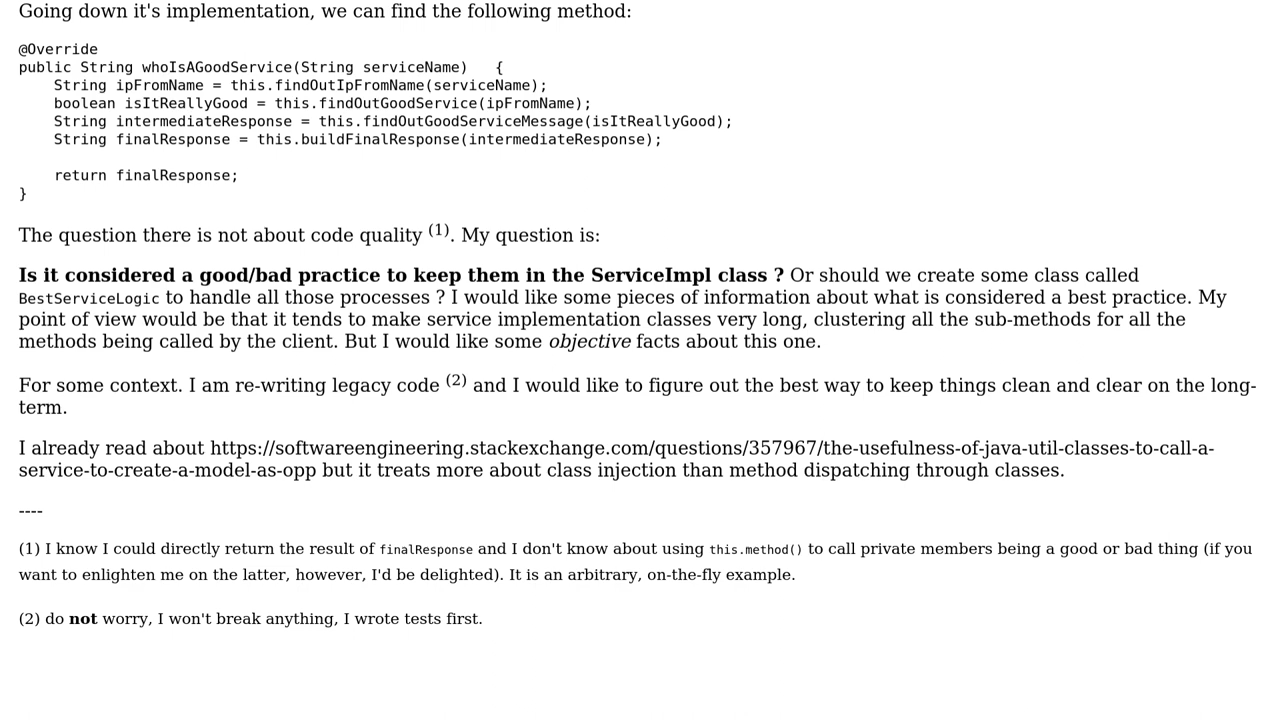 Going down it's implementation, we can find the following method:
@Override
public String whoIsAGoodService(String serviceName)   {
    String ipFromName = this.findOutIpFromName(serviceName);
    boolean isItReallyGood = this.findOutGoodService(ipFromName);
    String intermediateResponse = this.findOutGoodServiceMessage(isItReallyGood);
    String finalResponse = this.buildFinalResponse(intermediateResponse);
    return finalResponse;
}
The question there is not about code quality (1). My question is:
Is it considered a good/bad practice to keep them in the ServiceImpl class ? Or should we create some class called
BestServiceLogic to handle all those processes ? I would like some pieces of information about what is considered a best practice. My
point of view would be that it tends to make service implementation classes very long, clustering all the sub-methods for all the
methods being called by the client. But I would like some objective facts about this one.
For some context. I am re-writing legacy code (2) and I would like to figure out the best way to keep things clean and clear on the long-
term.
I already read about https://softwareengineering.stackexchange.com/questions/357967/the-usefulness-of-java-util-classes-to-call-a-
service-to-create-a-model-as-opp but it treats more about class injection than method dispatching through classes.
----
(1) I know I could directly return the result of finalResponse and I don't know about using this.method() to call private members being a good or bad thing (if you
want to enlighten me on the latter, however, I'd be delighted). It is an arbitrary, on-the-fly example.
(2) do not worry, I won't break anything, I wrote tests first.